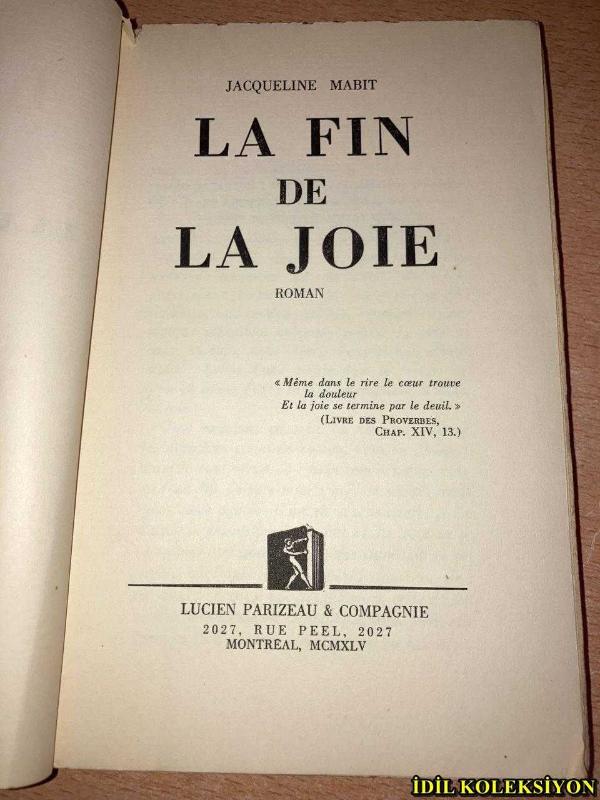 JACQUELINE MABIT
LA FIN
DE
LA JOIE
ROMAN
« Même dans le rire le cœur trouve
la douleur
Et la joie se termine par le deuil. »
(LIVRE DES PROVERBES,
CHAP. XIV, 13.)
LUCIEN PARIZEAU & COMPAGNIE
2027, RUE PEEL, 2027
MONTRÉAL, MCMXLV
İDİL KOLEKSİYON